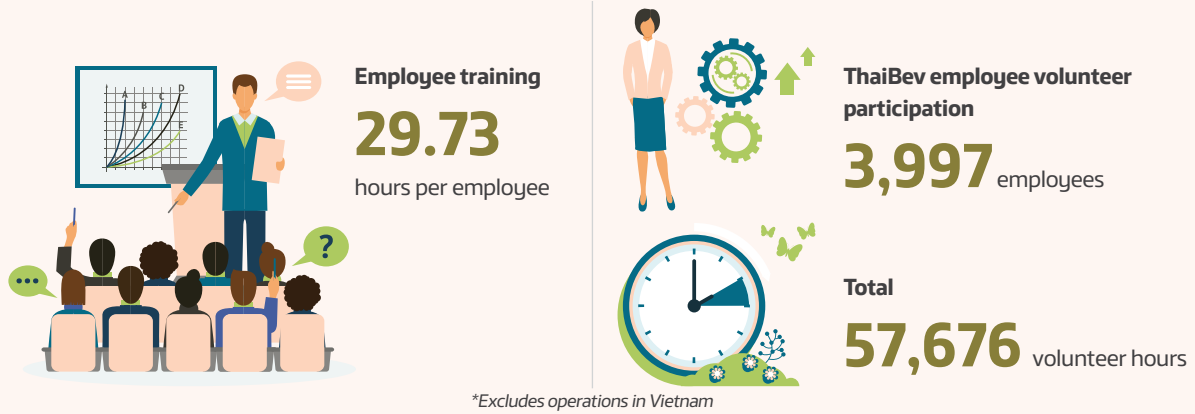 A
B
C
D
E
?
Employee training
29.73
hours per employee
ThaiBev employee volunteer
participation
3,997 employees
Total
57,676 volunteer hours
*Excludes operations in Vietnam